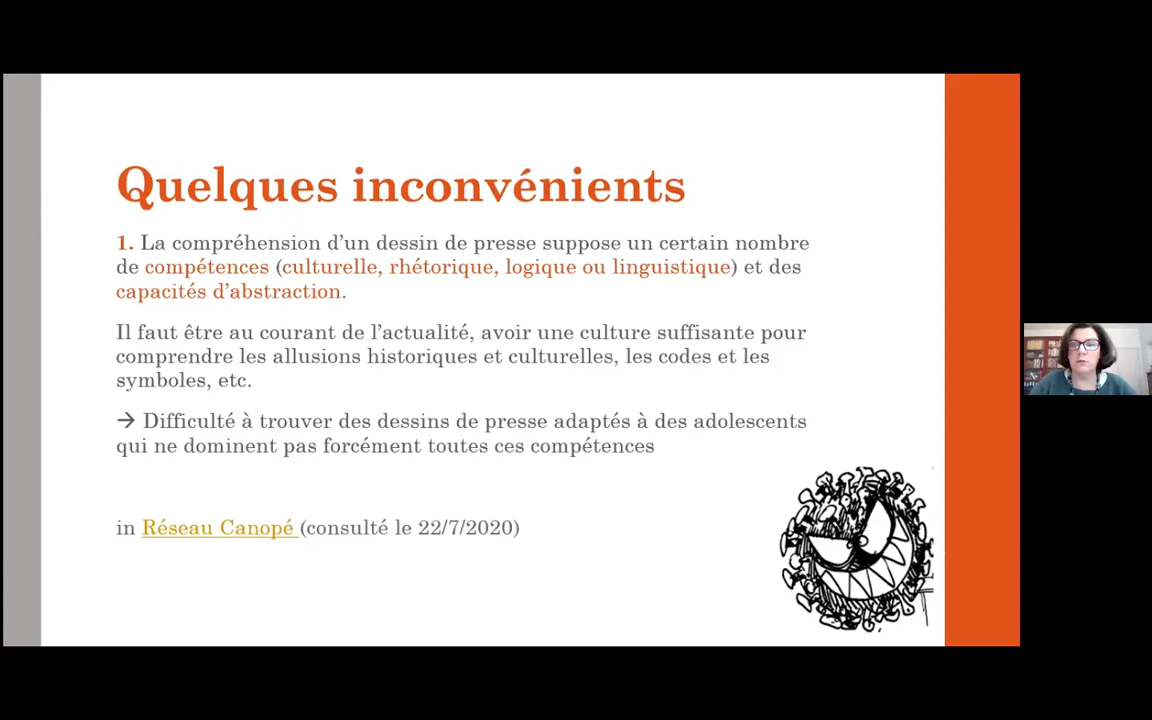 Quelques inconvénients
1. La compréhension d’un dessin de presse suppose un certain nombre
de compétences (culturelle, rhétorique, logique ou linguistique) et des
capacités d’abstraction.
Il faut être au courant de l’actualité, avoir une culture suffisante pour
comprendre les allusions historiques et culturelles, les codes et les
symboles, etc.
→ Difficulté à trouver des dessins de presse adaptés à des adolescents
qui ne dominent pas forcément toutes ces compétences
in Réseau Canopé (consulté le 22/7/2020)